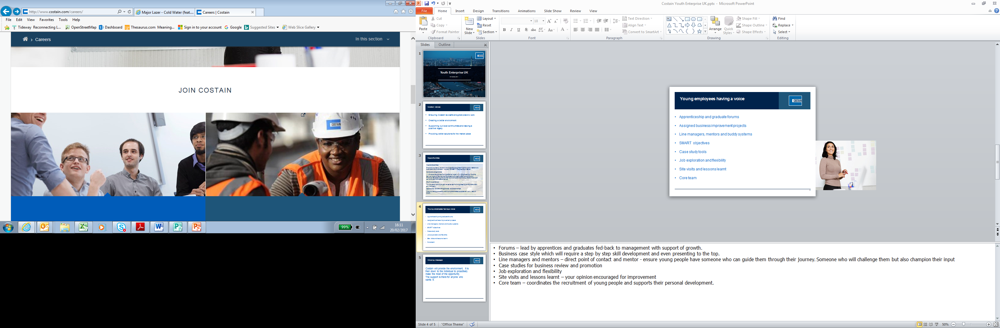 http://www.costain.com/careers/
Major Lazer - Cold Water (feat....
Careers | Costain
File Edit View Favorites Tools Help
Tideway Reconnecting L... OpenStreetMap Dashboard Thesaurus.com Meaning... Sign in to your account Google Suggested Sites Web Slice Gallery
Careers
In this section
JOIN COSTAIN
COSTAIN
99%
16:11
20/02/2017
Costain Youth Enterprise UK.pptx - Microsoft PowerPoint
File Home Insert Design Transitions Animations Slide Show Review View
Paste
Cut
Copy
Format Painter
Clipboard
New Slide
Layout
Reset
Section
Slides
18
Font
Text Direction
Align Text
Convert to SmartArt
Paragraph
Arrange
Quick Styles
Shape Fill
Shape Outline
Shape Effects
Drawing
Find
Replace
Select
Editing
Slides Outline
1
Youth Enterprise UK
2
Costain values
Ensuring Costain is a safe and great place to work
Creating a better environment
Supporting out local communities and leaving a
positive legacy
Providing better solutions for the market place
3
Opportunities
Apprenticeships
Graduate programme
Work experience
4
Young employees having a voice
Apprenticeship and graduate forums
Assigned business improvement projects
Line managers, mentors and buddy systems
SMART objectives
Case study tools
Job exploration and flexibility
Site visits and lessons learnt
Core team
5
Closing message
Costain will provide the environment, it is
then down to the individual to proactively
make the most of the opportunity.
The support is there for anyone who
wants it.
Young employees having a voice
COSTAIN
• Apprenticeship and graduate forums
• Assigned business improvement projects
• Line managers, mentors and buddy systems
• SMART objectives
• Case study tools
• Job exploration and flexibility
• Site visits and lessons learnt
• Core team
• Forums – lead by apprentices and graduates fed-back to management with support of growth.
• Business case style which will require a step by step skill development and even presenting to the top.
• Line managers and mentors – direct point of contact and mentor - ensure young people have someone who can guide them through their journey. Someone who will challenge them but also champion their input
• Case studies for business review and promotion
• Job exploration and flexibility
• Site visits and lessons learnt – your opinion encouraged for improvement
• Core team – coordinates the recruitment of young people and supports their personal development.
Slide 4 of 5
"Office Theme"
50%